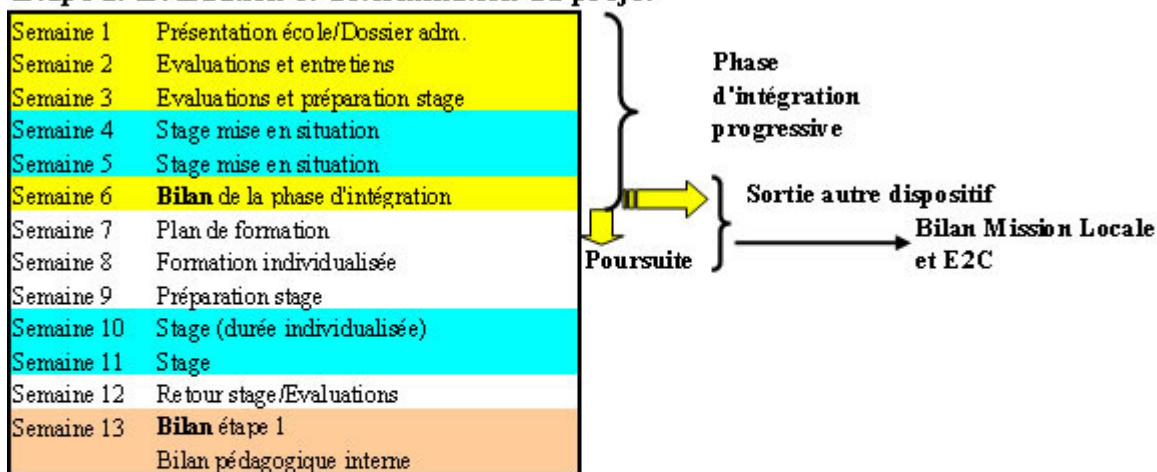 Semaine 1 Présentation école/Dossier adm.
Semaine 2 Evaluations et entretiens
Semaine 3 Evaluations et préparation stage
Semaine 4 Stage mise en situation
Semaine 5 Stage mise en situation
Semaine 6 Bilan de la phase d'intégration
Semaine 7 Plan de formation
Semaine 8 Formation individualisée
Semaine 9 Préparation stage
Semaine 10 Stage (durée individualisée)
Semaine 11 Stage
Semaine 12 Retour stage/Evaluations
Semaine 13 Bilan étape 1
Bilan pédagogique interne
Phase
d'intégration
progressive
Sortie autre dispositif
Poursuite
Bilan Mission Locale
et E2C